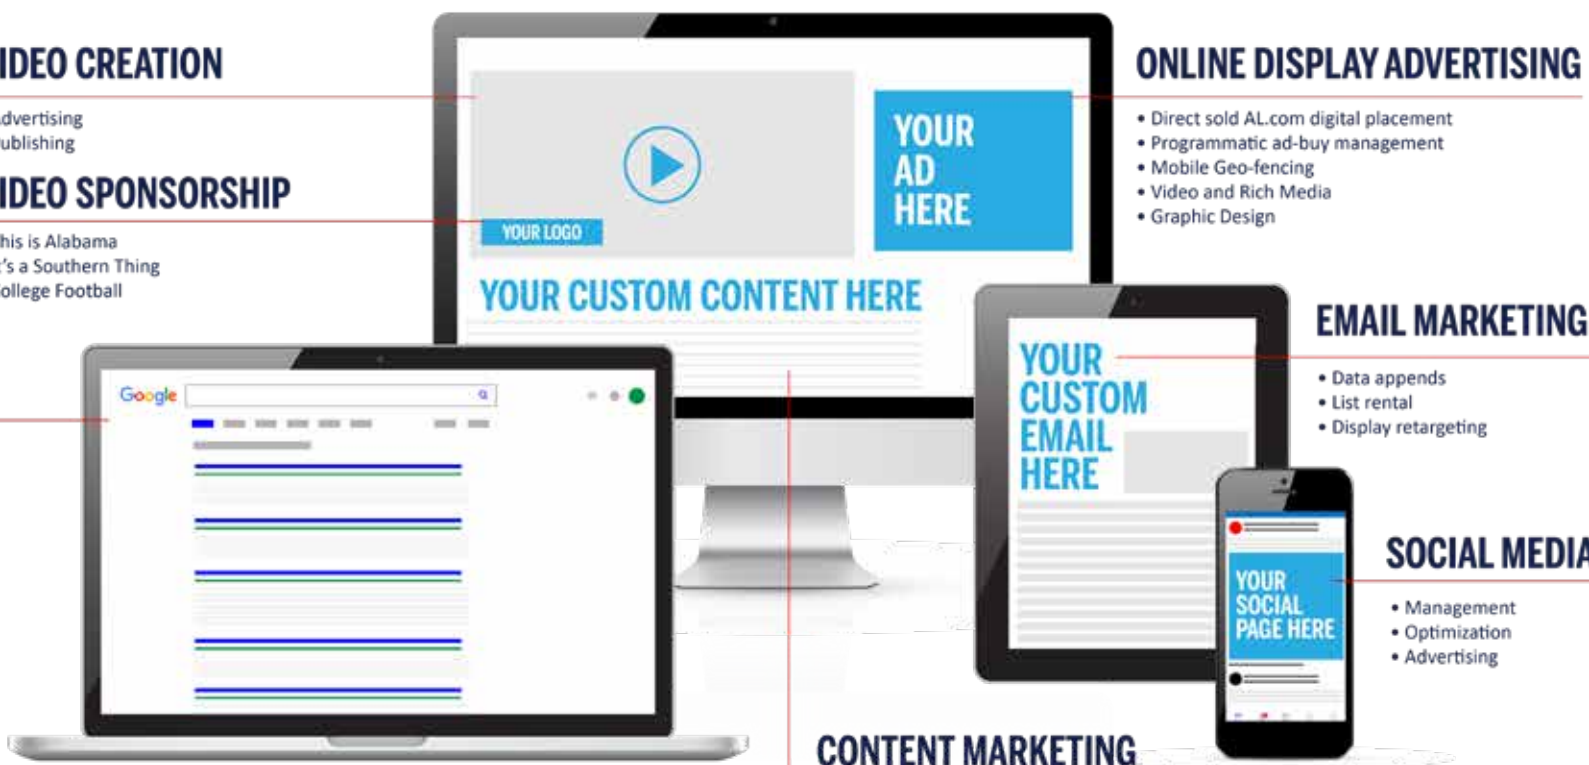 IDEO CREATION
dvertising
ublishing
IDEO SPONSORSHIP
his is Alabama
t's a Southern Thing
ollege Football
YOUR LOGO
YOUR
AD
HERE
YOUR CUSTOM CONTENT HERE
ONLINE DISPLAY ADVERTISING
• Direct sold AL.com digital placement
• Programmatic ad-buy management
• Mobile Geo-fencing
• Video and Rich Media
• Graphic Design
Google
YOUR
CUSTOM
EMAIL
HERE
EMAIL MARKETING
• Data appends
• List rental
• Display retargeting
YOUR
SOCIAL
PAGE HERE
SOCIAL MEDIA
• Management
• Optimization
• Advertising
CONTENT MARKETING